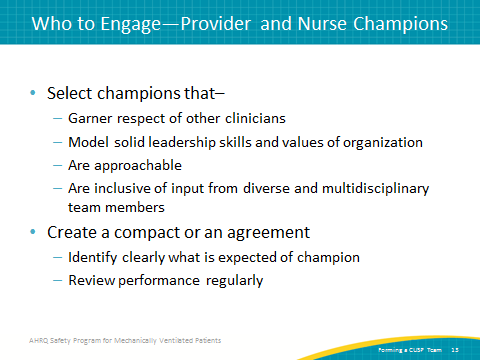 Who to Engage—Provider and Nurse Champions
• Select champions that–
– Garner respect of other clinicians
– Model solid leadership skills and values of organization
– Are approachable
– Are inclusive of input from diverse and multidisciplinary
team members
• Create a compact or an agreement
– Identify clearly what is expected of champion
– Review performance regularly
AHRQ Safety Program for Mechanically Ventilated Patients
Forming a CUSP Team 13